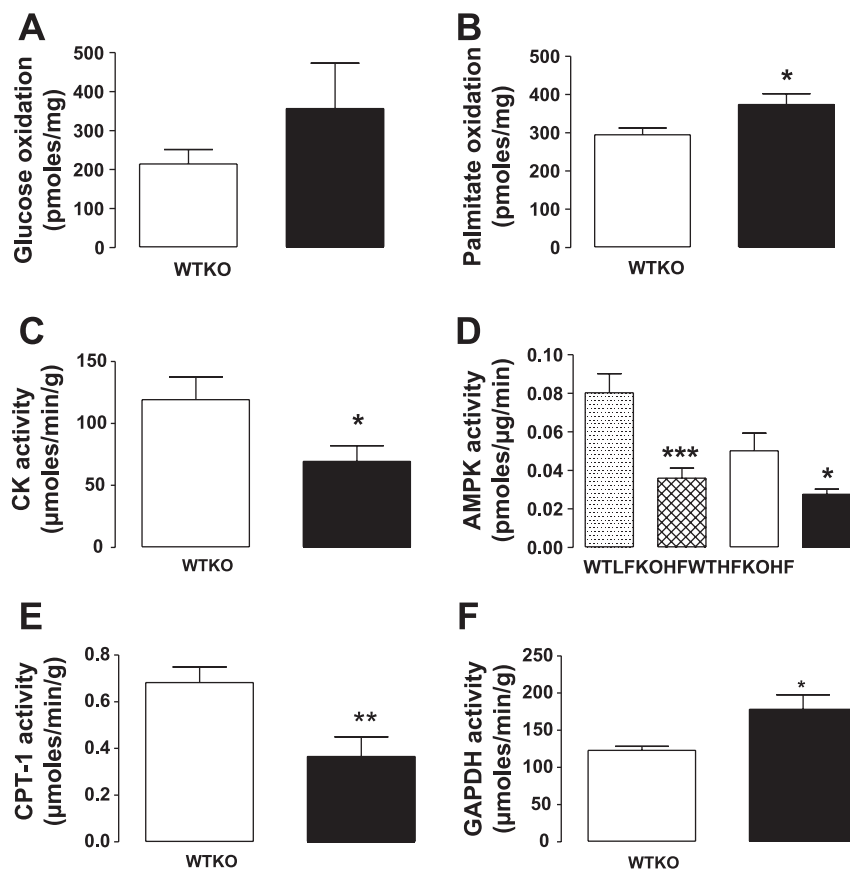 A
Glucose oxidation
(pmoles/mg)
500
400
300
200
100
0
WTKO
B
Palmitate oxidation
(pmoles/mg)
500
400
300
200
100
0
*
WTKO
C
CK activity
(µmoles/min/g)
150
100
50
0
*
WTKO
D
AMPK activity
(pmoles/µg/min)
0.10
0.08
0.06
0.04
0.02
0.00
***
*
WTLFKOHFWTHFKOHF
E
CPT-1 activity
(µmoles/min/g)
0.8
0.6
0.4
0.2
0.0
**
WTKO
F
GAPDH activity
(µmoles/min/g)
250
200
150
100
50
0
*
WTKO